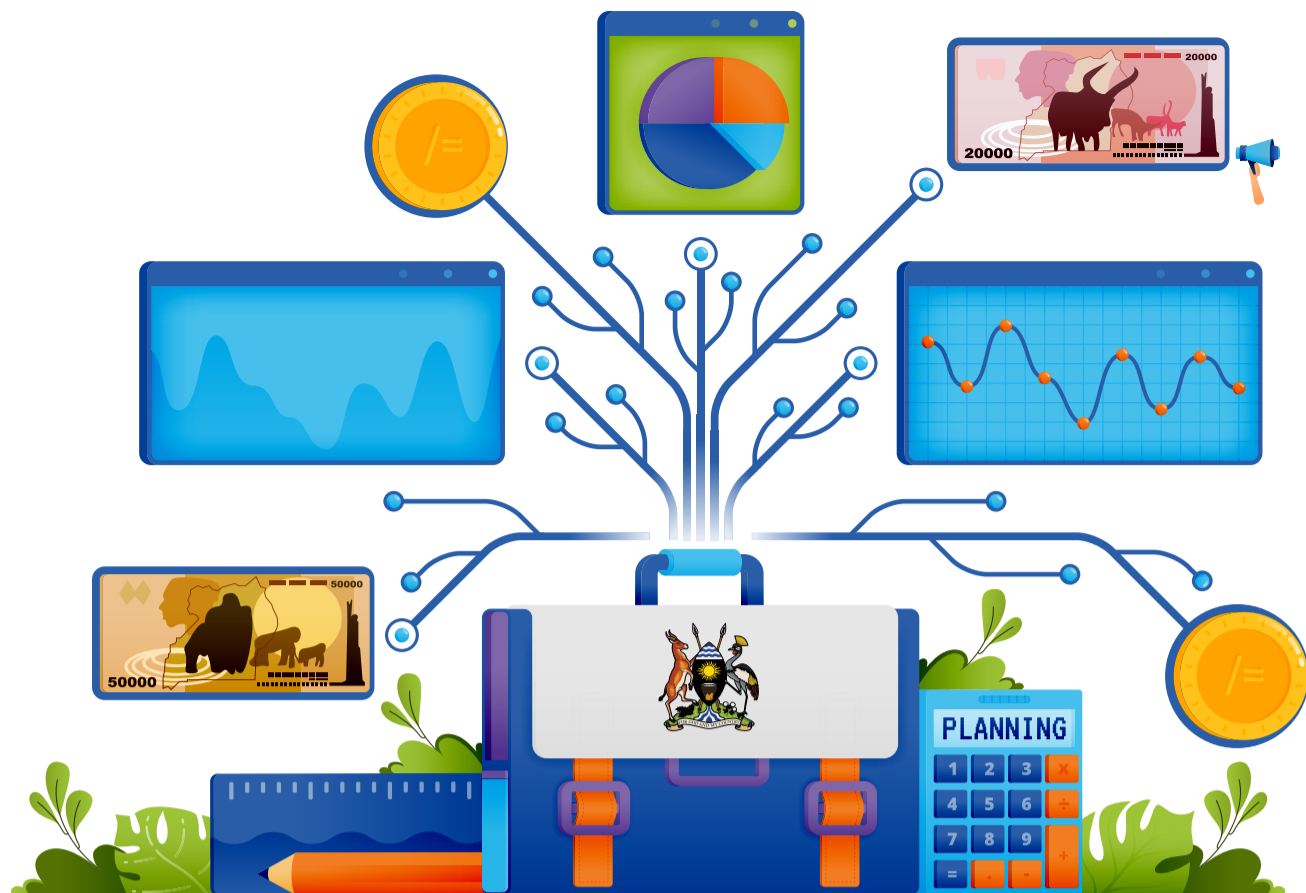 20000
20000
/=
50000
50000
/=
PLANNING
1 2 3 x
4 5 6 ÷
7 8 9
+
= . -